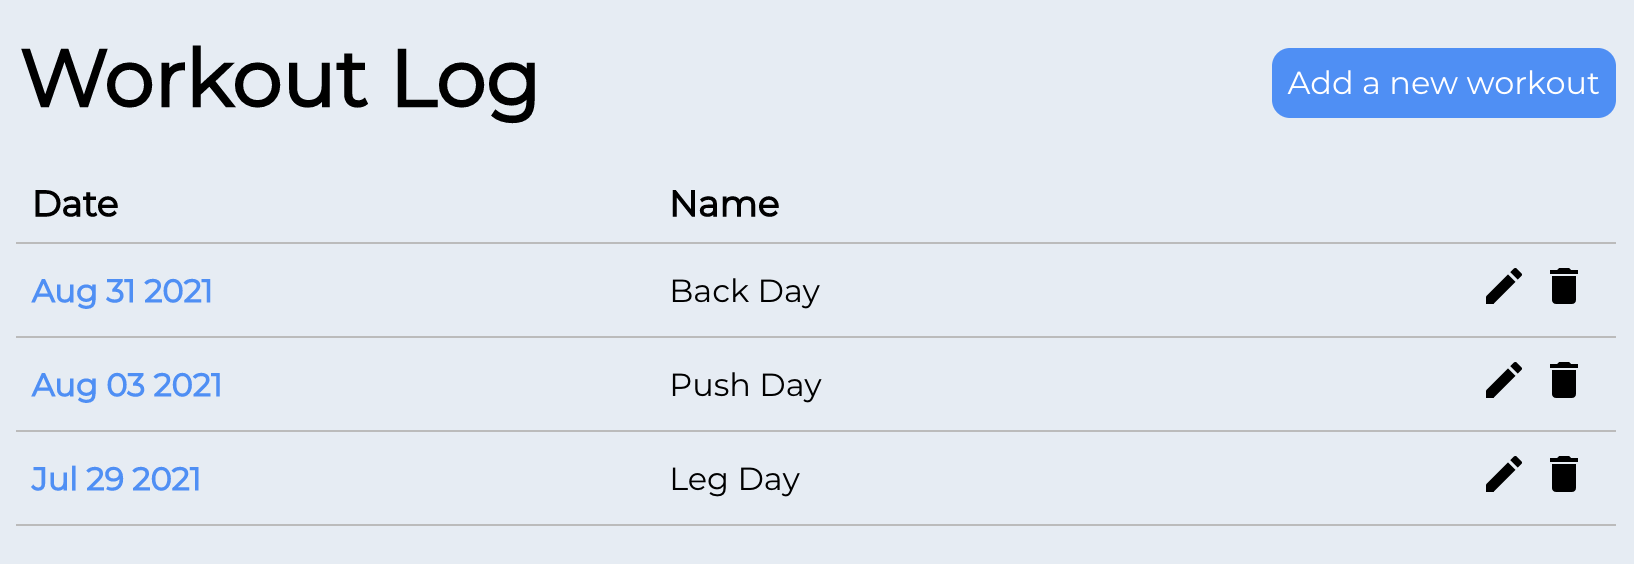 Workout Log
Add a new workout
Date Name
Aug 31 2021 Back Day
Aug 03 2021 Push Day
Jul 29 2021 Leg Day